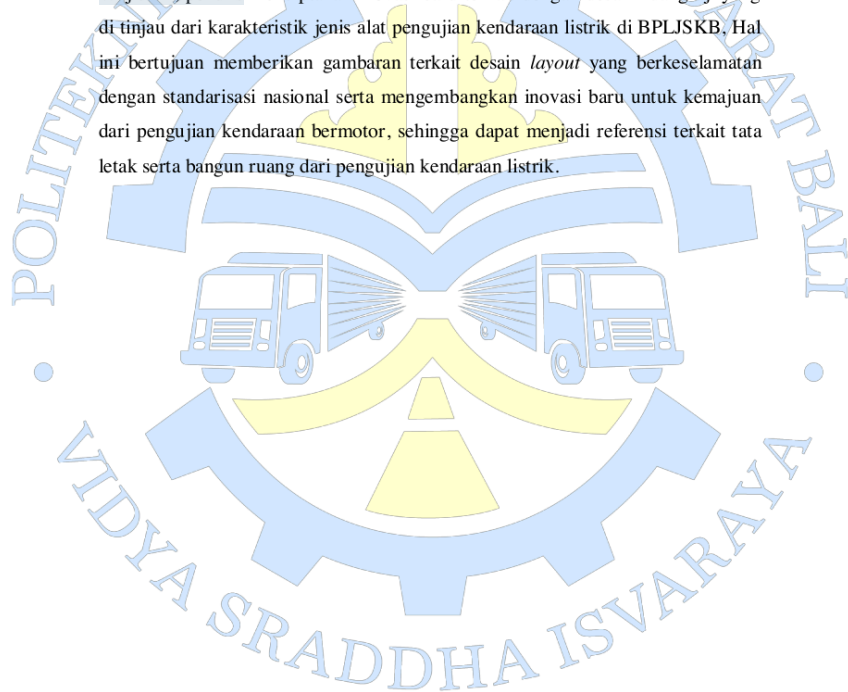 di tinjau dari karakteristik jenis alat pengujian kendaraan listrik di BPLJSKB, Hal
ini bertujuan memberikan gambaran terkait desain layout yang berkeselamatan
dengan standarisasi nasional serta mengembangkan inovasi baru untuk kemajuan
dari pengujian kendaraan bermotor, sehingga dapat menjadi referensi terkait tata
letak serta bangun ruang dari pengujian kendaraan listrik.
POLITEKNI
ARAT BALI
VIDYA SRADDHA ISVARAYA